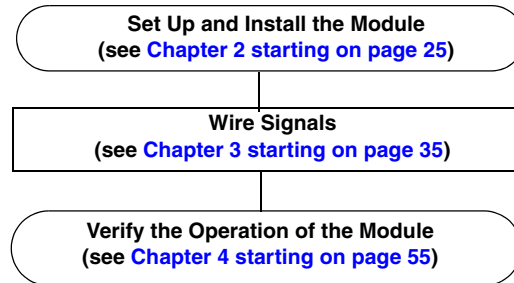 Set Up and Install the Module
(see Chapter 2 starting on page 25)
Wire Signals
(see Chapter 3 starting on page 35)
Verify the Operation of the Module
(see Chapter 4 starting on page 55)